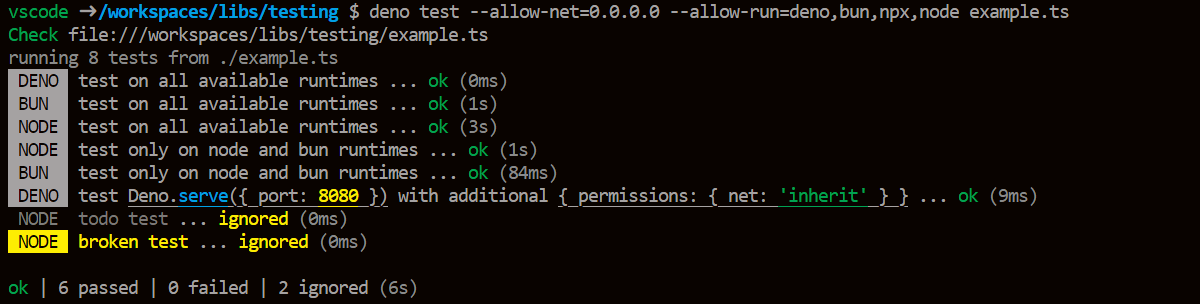 vscode ➜/workspaces/libs/testing $ deno test --allow-net=0.0.0.0 --allow-run=deno,bun,npx,node example.ts
Check file:///workspaces/libs/testing/example.ts
running 8 tests from ./example.ts
DENO test on all available runtimes ... ok (0ms)
BUN test on all available runtimes ... ok (1s)
NODE test on all available runtimes ... ok (3s)
NODE test only on node and bun runtimes ... ok (1s)
BUN test only on node and bun runtimes ... ok (84ms)
DENO test Deno.serve({ port: 8080 }) with additional { permissions: { net: 'inherit' } } ... ok (9ms)
NODE todo test ... ignored (0ms)
NODE broken test ... ignored (0ms)
ok | 6 passed | 0 failed | 2 ignored (6s)